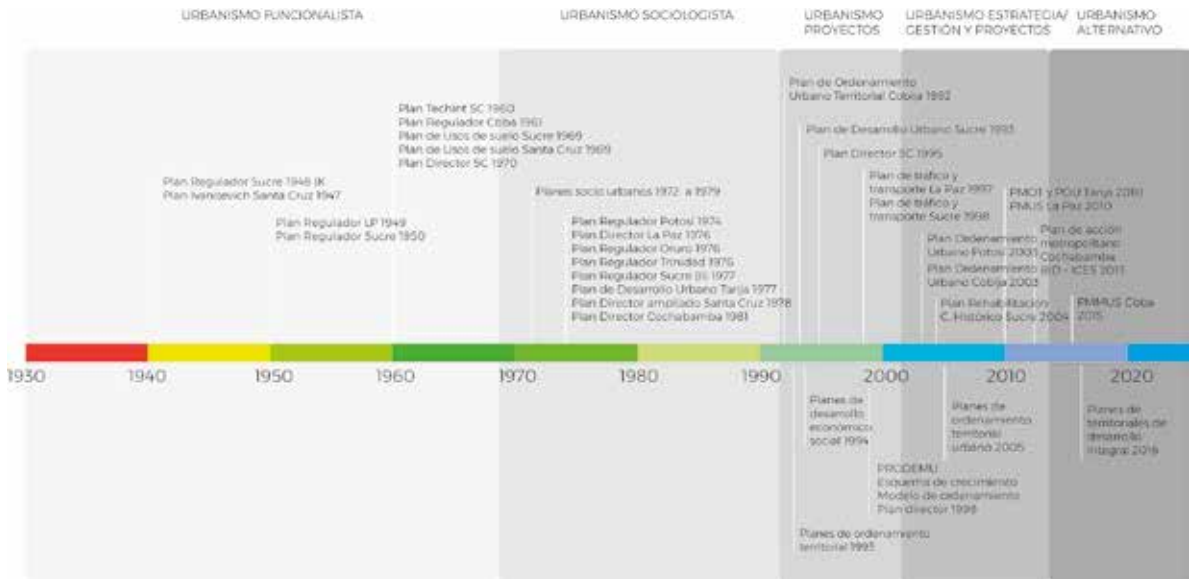 URBANISMO FUNCIONALISTA
URBANISMO SOCIOLOGISTA
URBANISMO
PROYECTOS
URBANISMO ESTRATEGIA/
GESTIÓN Y PROYECTOS
URBANISMO
ALTERNATIVO
Plan de Ordenamiento
Urbano Territorial Cobija 1992
Plan Techint SC 1960
Plan Regulador Cbba 1961
Plan de Usos de suelo Sucre 1969
Plan de Usos de suelo Santa Cruz 1969
Plan Director SC 1970
Plan de Desarrollo Urbano Sucre 1993
Plan Director SC 1995
Plan Regulador Sucre 1946 JK
Plan Ivanisevich Santa Cruz 1947
Planes socio urbanos 1972 a 1979
Plan de tráfico y
transporte La Paz 1997
Plan de tráfico y
transporte Sucre 1998
PMOT y POU Tarija 2010
PMUS La Paz 2010
Plan Regulador LP 1949
Plan Regulador Sucre 1950
Plan Regulador Potosí 1974
Plan Director La Paz 1976
Plan Regulador Oruro 1976
Plan Regulador Trinidad 1976
Plan Regulador Sucre 1977
Plan de Desarrollo Urbano Tarija 1977
Plan Director ampliado Santa Cruz 1978
Plan Director Cochabamba 1981
Plan Ordenamiento
Urbano Potosí 2003
Plan Ordenamiento
Urbano Cobija 2003
Plan de acción
metropolitano
Cochabamba
BID - ICES 2013
Plan Rehabilitación
C. Histórico Sucre 2004
PMMUS Cbba
2015
1930
1940
1950
1960
1970
1980
1990
2000
2010
2020
Planes de
desarrollo
económico
social 1994
Planes de
ordenamiento
territorial
urbano 2005
Planes de
territoriales de
desarrollo
integral 2016
PRODEMU
Esquema de crecimiento
Modelo de ordenamiento
Plan director 1998
Planes de ordenamiento
territorial 1993